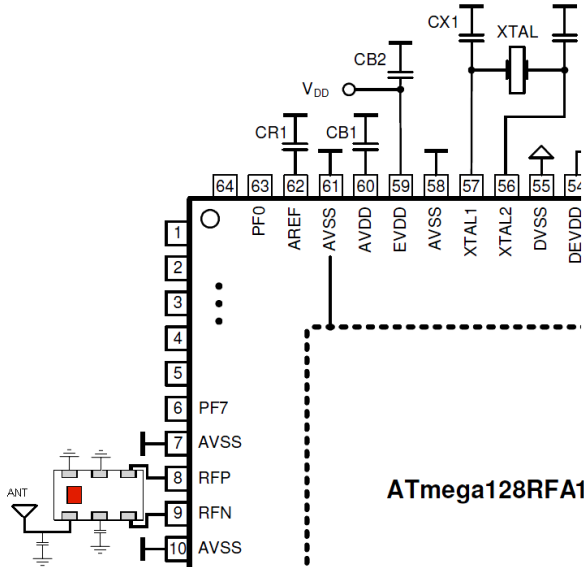 CX1 XTAL
CB2
V_DD
CR1 CB1
64 63 62 61 60 59 58 57 56 55 54
PF0 AREF AVSS AVDD EVDD AVSS XTAL1 XTAL2 DVSS DEVDD
1
2
3
4
5
6 PF7
7 AVSS
8 RFP
ANT
ATmega128RFA1
9 RFN
10 AVSS